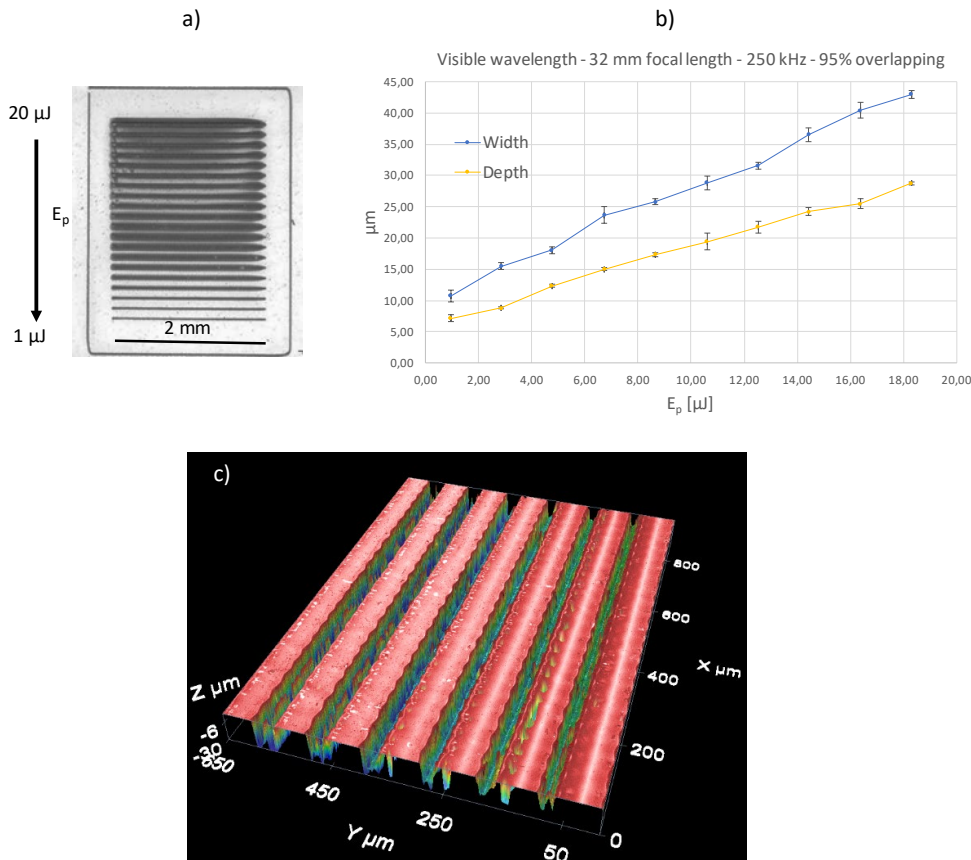 a)
20 µJ
Ep
1 µJ
2 mm
b)
Visible wavelength - 32 mm focal length - 250 kHz - 95% overlapping
45,00
40,00
35,00
30,00
25,00
20,00
15,00
10,00
5,00
0,00
µm
Width
Depth
0,00 2,00 4,00 6,00 8,00 10,00 12,00 14,00 16,00 18,00 20,00
Ep [µJ]
c)
Z µm
-6
-30
-650
450
250
50
Y µm
0
200
400
600
800
X µm